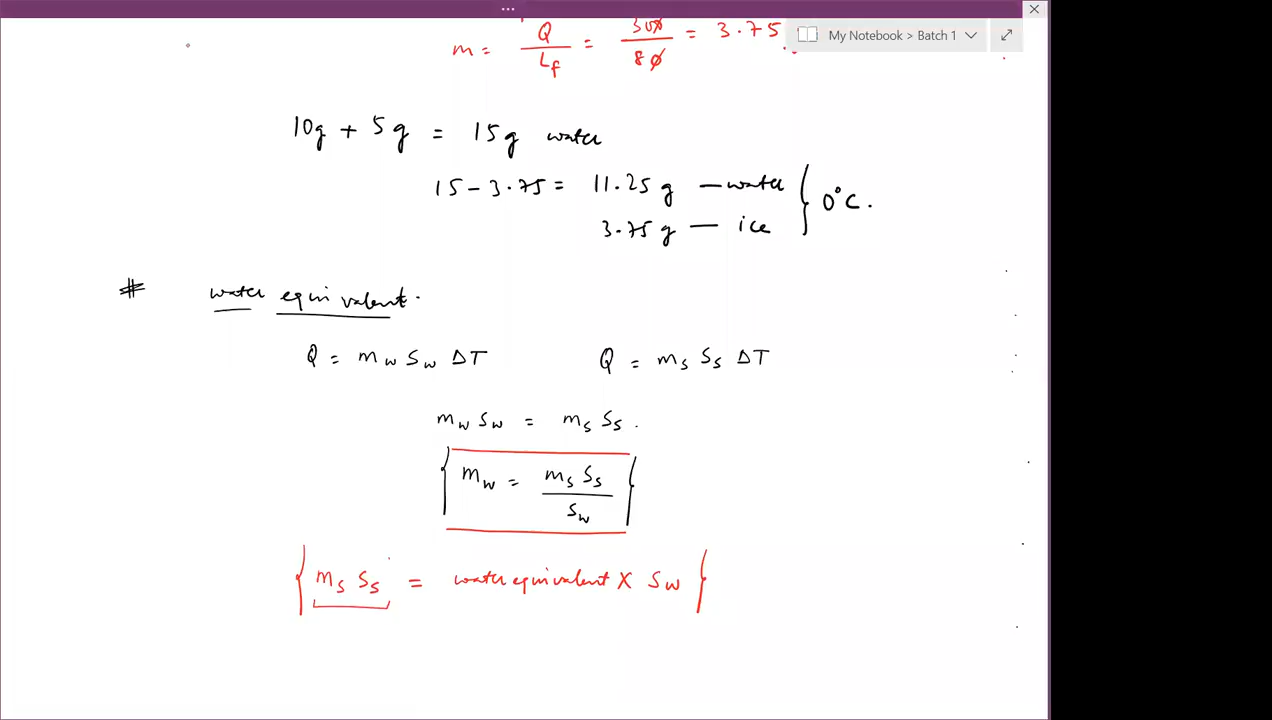 My Notebook > Batch 1
m = Q/Lf = 300/80 = 3.75
10g + 5g = 15g water
15 - 3.75 = 11.25g — water
3.75g — ice } 0°C.
# water equivalent.
Q = mw Sw ΔT Q = ms Ss ΔT
mw Sw = ms Ss.
{ mw = ms Ss / Sw }
{ ms Ss = water equivalent X Sw }